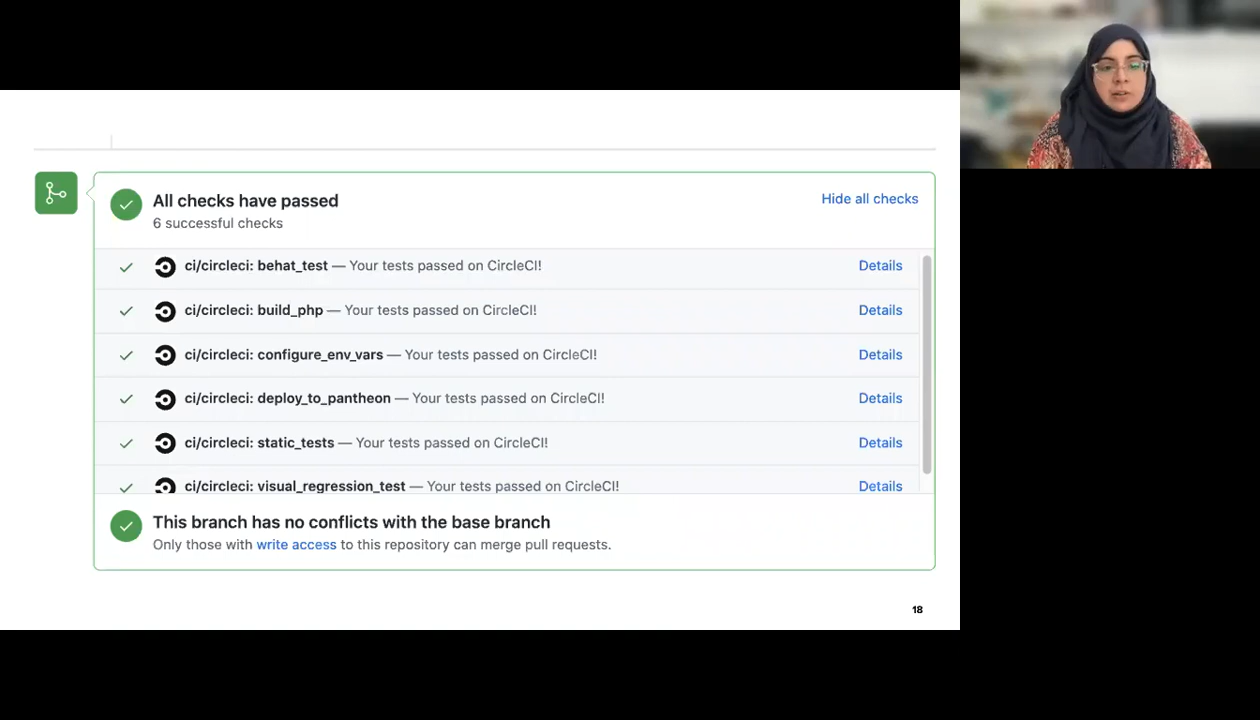 All checks have passed
6 successful checks
Hide all checks
ci/circleci: behat_test — Your tests passed on CircleCI! Details
ci/circleci: build_php — Your tests passed on CircleCI! Details
ci/circleci: configure_env_vars — Your tests passed on CircleCI! Details
ci/circleci: deploy_to_pantheon — Your tests passed on CircleCI! Details
ci/circleci: static_tests — Your tests passed on CircleCI! Details
ci/circleci: visual_regression_test — Your tests passed on CircleCI! Details
This branch has no conflicts with the base branch
Only those with write access to this repository can merge pull requests.
18